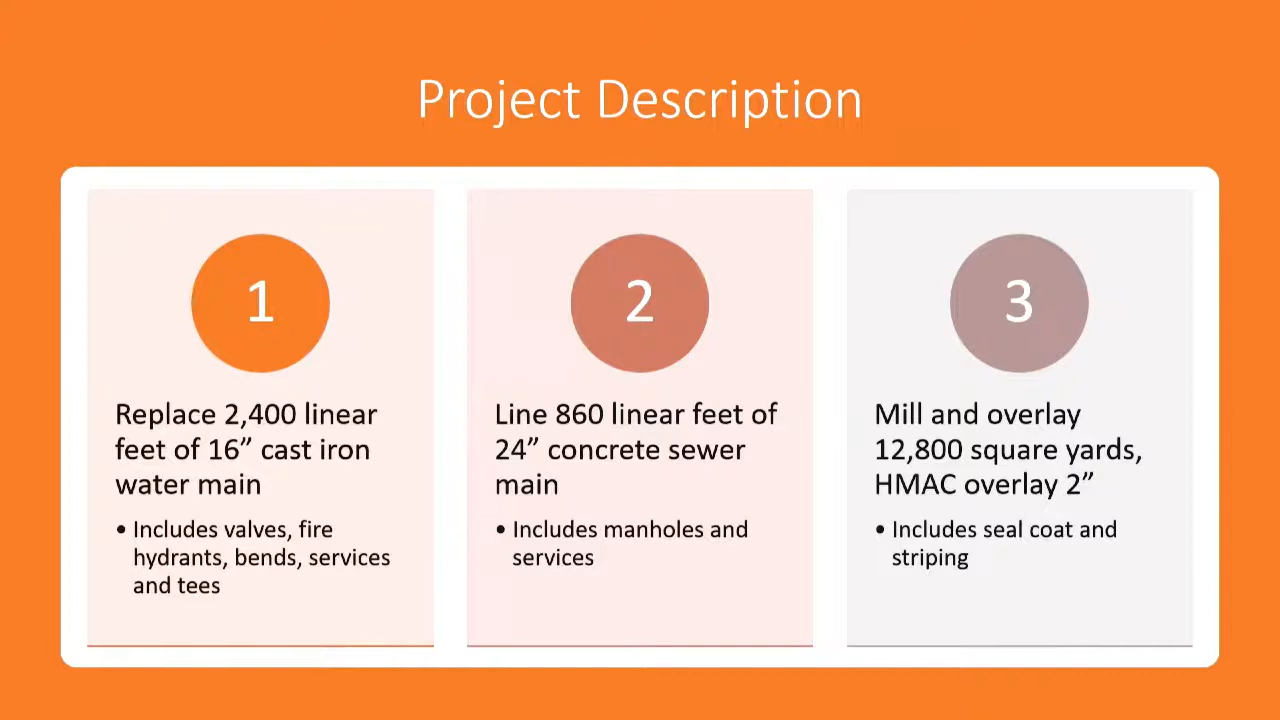 Project Description
1
Replace 2,400 linear
feet of 16” cast iron
water main
• Includes valves, fire
hydrants, bends, services
and tees
2
Line 860 linear feet of
24” concrete sewer
main
• Includes manholes and
services
3
Mill and overlay
12,800 square yards,
HMAC overlay 2”
• Includes seal coat and
striping